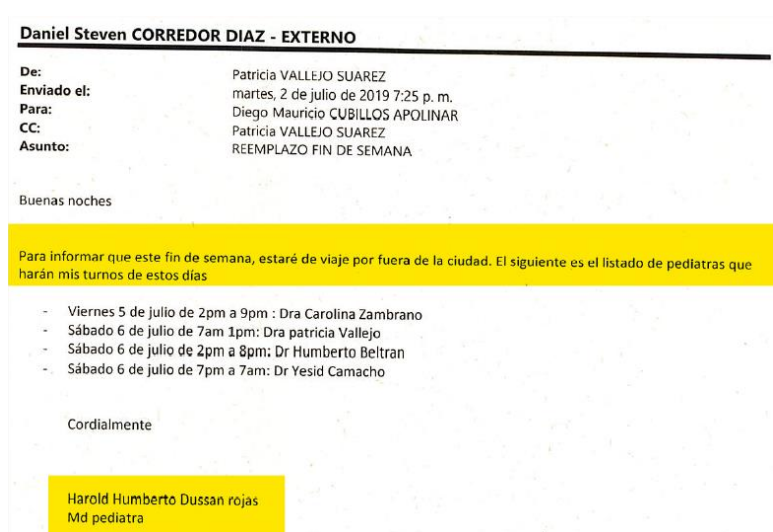 Daniel Steven CORREDOR DIAZ - EXTERNO
De: Patricia VALLEJO SUAREZ
Enviado el: martes, 2 de julio de 2019 7:25 p. m.
Para: Diego Mauricio CUBILLOS APOLINAR
CC: Patricia VALLEJO SUAREZ
Asunto: REEMPLAZO FIN DE SEMANA
Buenas noches
Para informar que este fin de semana, estaré de viaje por fuera de la ciudad. El siguiente es el listado de pediatras que
harán mis turnos de estos días
- Viernes 5 de julio de 2pm a 9pm : Dra Carolina Zambrano
- Sábado 6 de julio de 7am 1pm: Dra patricia Vallejo
- Sábado 6 de julio de 2pm a 8pm: Dr Humberto Beltran
- Sábado 6 de julio de 7pm a 7am: Dr Yesid Camacho
Cordialmente
Harold Humberto Dussan rojas
Md pediatra